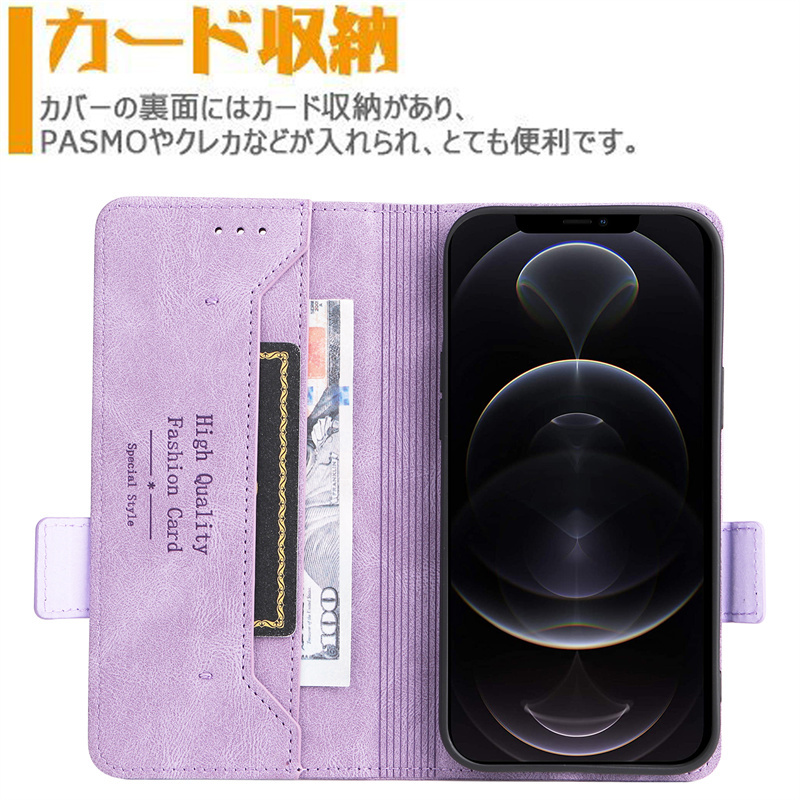 カード収納
カバーの裏面にはカード収納があり、
PASMOやクレカなどが入れられ、とても便利です。
High Quality
Fashion Card
*
Special Style
100